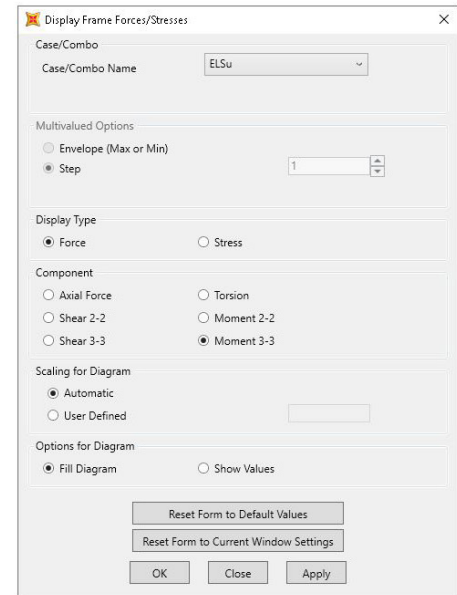 Display Frame Forces/Stresses
Case/Combo
Case/Combo Name ELSu
Multivalued Options
Envelope (Max or Min)
Step 1
Display Type
Force Stress
Component
Axial Force Torsion
Shear 2-2 Moment 2-2
Shear 3-3 Moment 3-3
Scaling for Diagram
Automatic
User Defined
Options for Diagram
Fill Diagram Show Values
Reset Form to Default Values
Reset Form to Current Window Settings
OK Close Apply